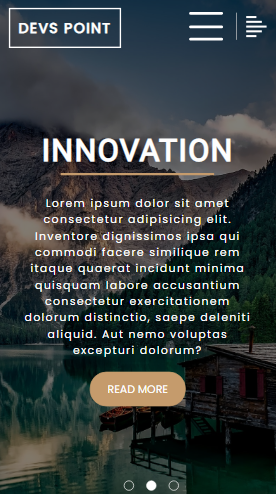 DEVS POINT
INNOVATION
Lorem ipsum dolor sit amet
consectetur adipisicing elit.
Inventore dignissimos ipsa qui
commodi facere similique rem
itaque quaerat incidunt minima
quisquam labore accusantium
consectetur exercitationem
dolorum distinctio, saepe deleniti
aliquid. Aut nemo voluptas
excepturi dolorum?
READ MORE